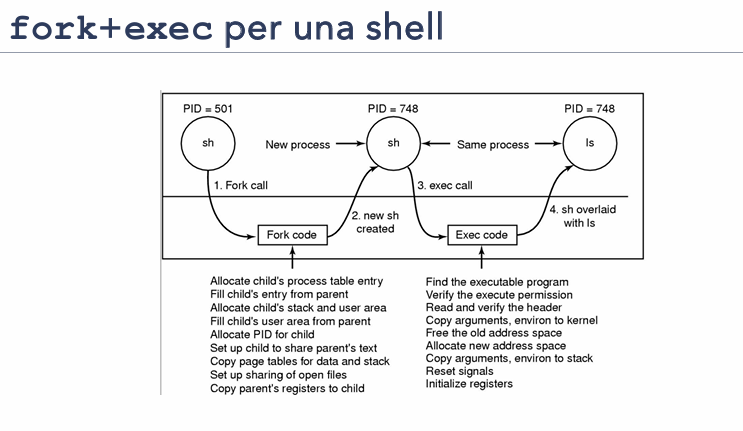 fork+exec per una shell
PID = 501
PID = 748
PID = 748
sh
New process
sh
Same process
ls
1. Fork call
3. exec call
2. new sh
created
4. sh overlaid
with ls
Fork code
Exec code
Allocate child's process table entry
Fill child's entry from parent
Allocate child's stack and user area
Fill child's user area from parent
Allocate PID for child
Set up child to share parent's text
Copy page tables for data and stack
Set up sharing of open files
Copy parent's registers to child
Find the executable program
Verify the execute permission
Read and verify the header
Copy arguments, environ to kernel
Free the old address space
Allocate new address space
Copy arguments, environ to stack
Reset signals
Initialize registers